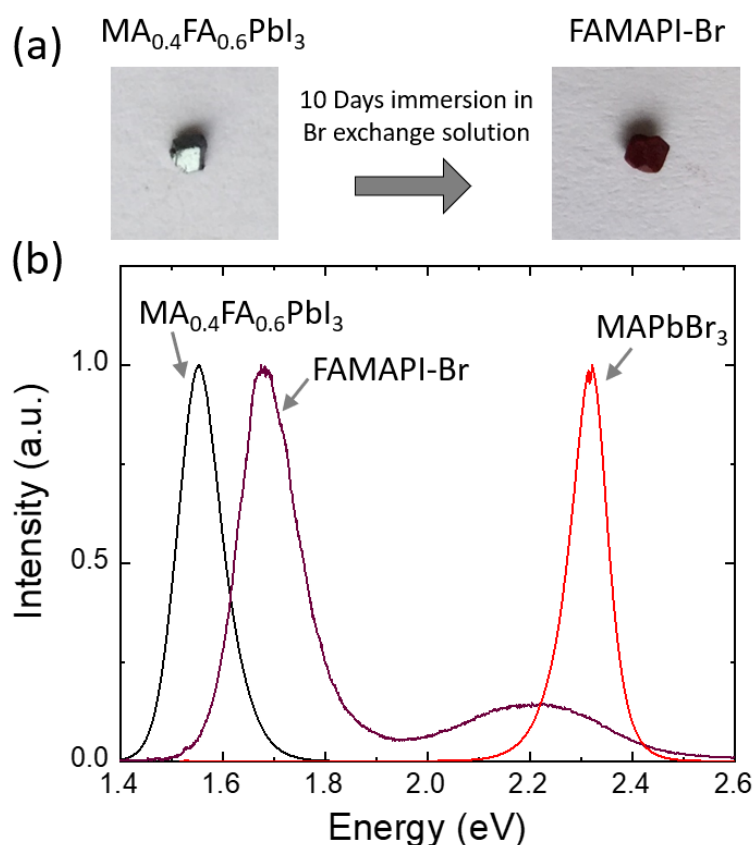 (a)
MA₀.₄FA₀.₆PbI₃
FAMAPI-Br
10 Days immersion in
Br exchange solution
(b)
MA₀.₄FA₀.₆PbI₃
FAMAPI-Br
MAPbBr₃
1.0
0.5
0.0
Intensity (a.u.)
1.4 1.6 1.8 2.0 2.2 2.4 2.6
Energy (eV)